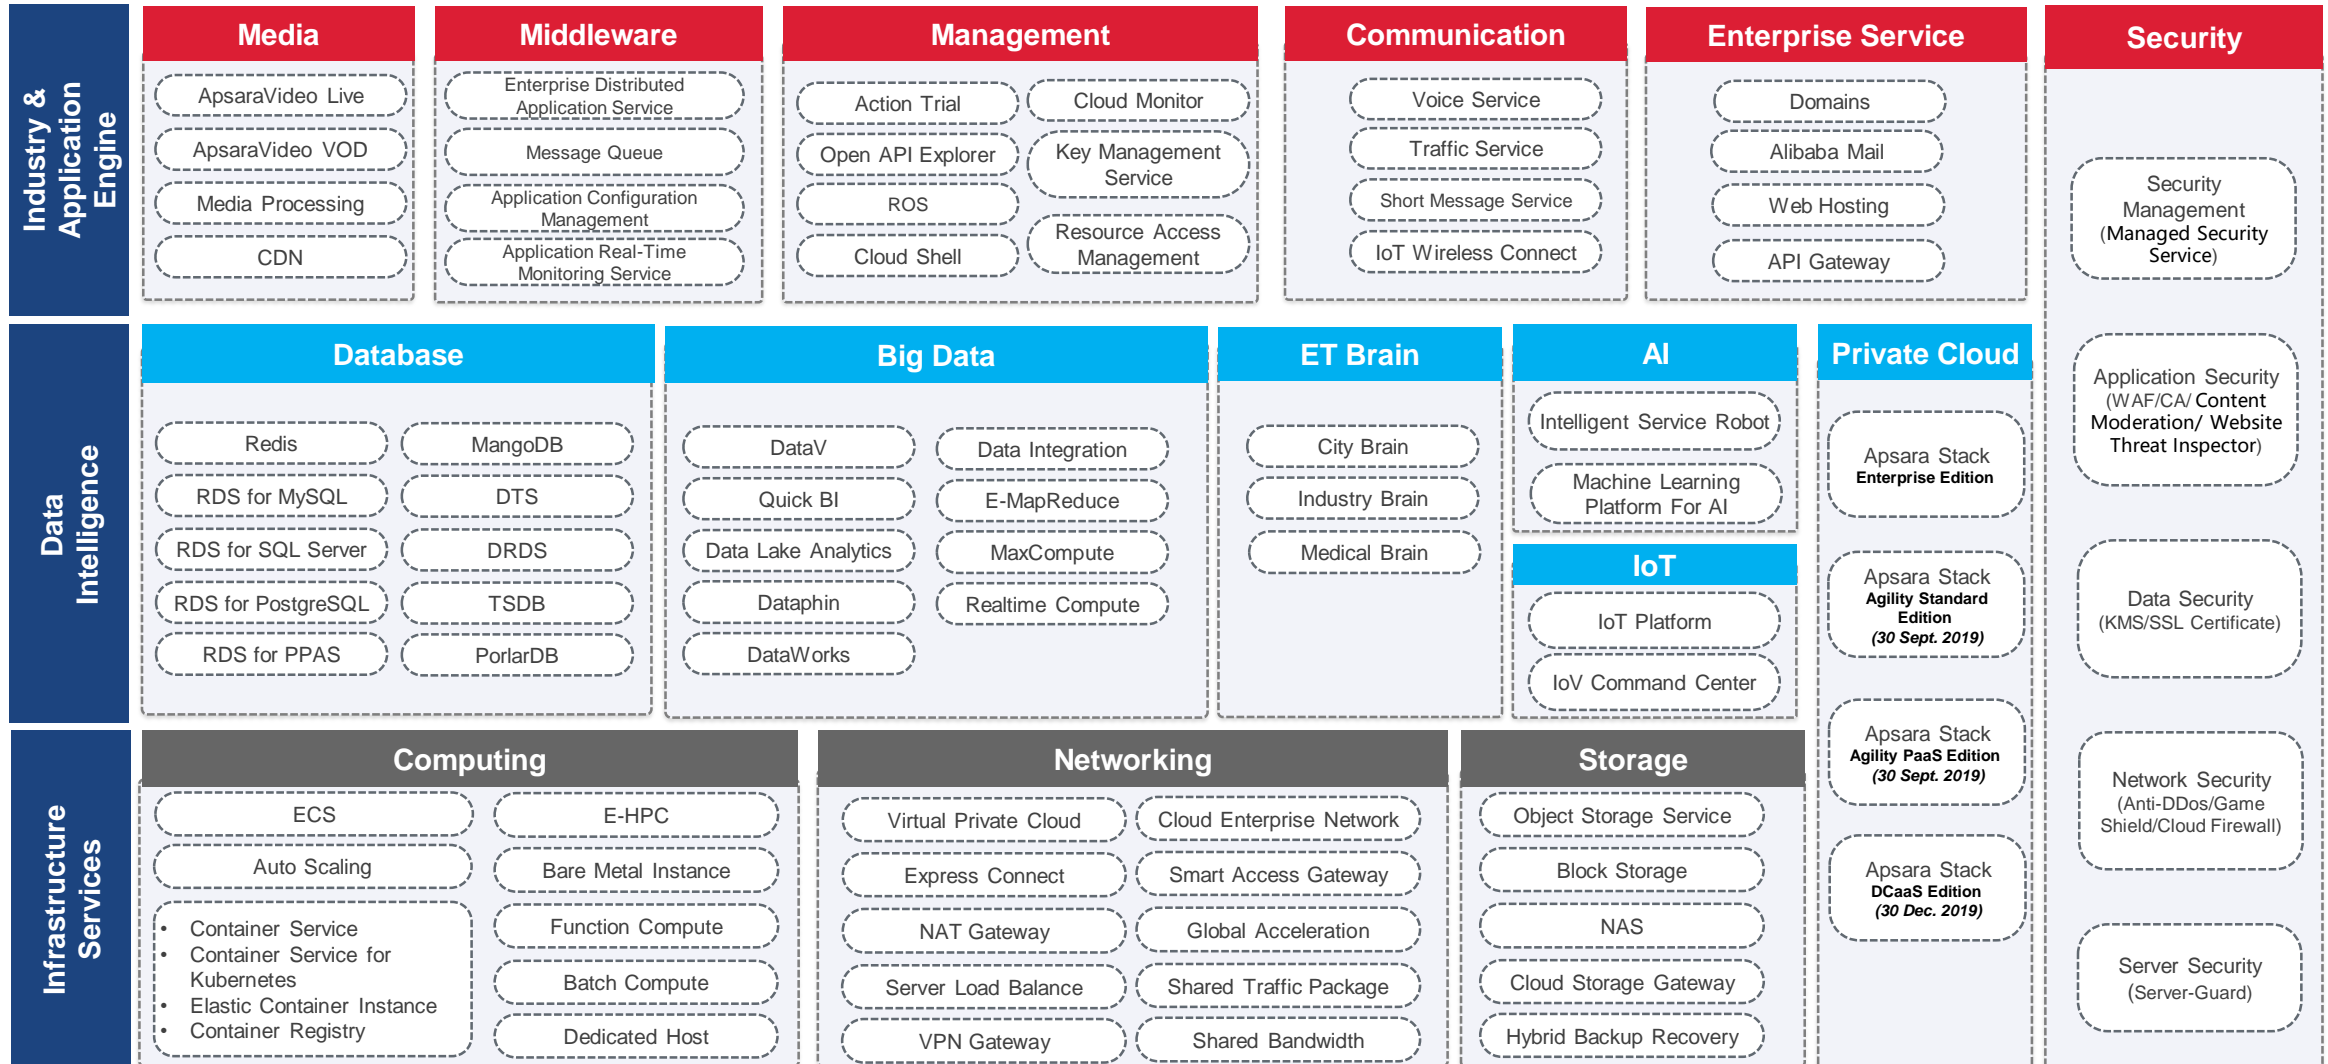 Industry &
Application
Engine
Media
ApsaraVideo Live
ApsaraVideo VOD
Media Processing
CDN
Middleware
Enterprise Distributed
Application Service
Message Queue
Application Configuration
Management
Application Real-Time
Monitoring Service
Management
Action Trial
Open API Explorer
ROS
Cloud Shell
Cloud Monitor
Key Management
Service
Resource Access
Management
Communication
Voice Service
Traffic Service
Short Message Service
IoT Wireless Connect
Enterprise Service
Domains
Alibaba Mail
Web Hosting
API Gateway
Security
Security
Management
(Managed Security
Service)
Application Security
(WAF/CA/ Content
Moderation/ Website
Threat Inspector)
Data Security
(KMS/SSL Certificate)
Network Security
(Anti-DDos/Game
Shield/Cloud Firewall)
Server Security
(Server-Guard)
Data
Intelligence
Database
Redis
RDS for MySQL
RDS for SQL Server
RDS for PostgreSQL
RDS for PPAS
MangoDB
DTS
DRDS
TSDB
PorlarDB
Big Data
DataV
Quick BI
Data Lake Analytics
Dataphin
DataWorks
Data Integration
E-MapReduce
MaxCompute
Realtime Compute
ET Brain
City Brain
Industry Brain
Medical Brain
AI
Intelligent Service Robot
Machine Learning
Platform For AI
IoT
IoT Platform
IoV Command Center
Private Cloud
Apsara Stack
Enterprise Edition
Apsara Stack
Agility Standard
Edition
(30 Sept. 2019)
Apsara Stack
Agility PaaS Edition
(30 Sept. 2019)
Apsara Stack
DCaaS Edition
(30 Dec. 2019)
Infrastructure
Services
Computing
ECS
Auto Scaling
• Container Service
• Container Service for
Kubernetes
• Elastic Container Instance
• Container Registry
E-HPC
Bare Metal Instance
Function Compute
Batch Compute
Dedicated Host
Networking
Virtual Private Cloud
Express Connect
NAT Gateway
Server Load Balance
VPN Gateway
Cloud Enterprise Network
Smart Access Gateway
Global Acceleration
Shared Traffic Package
Shared Bandwidth
Storage
Object Storage Service
Block Storage
NAS
Cloud Storage Gateway
Hybrid Backup Recovery